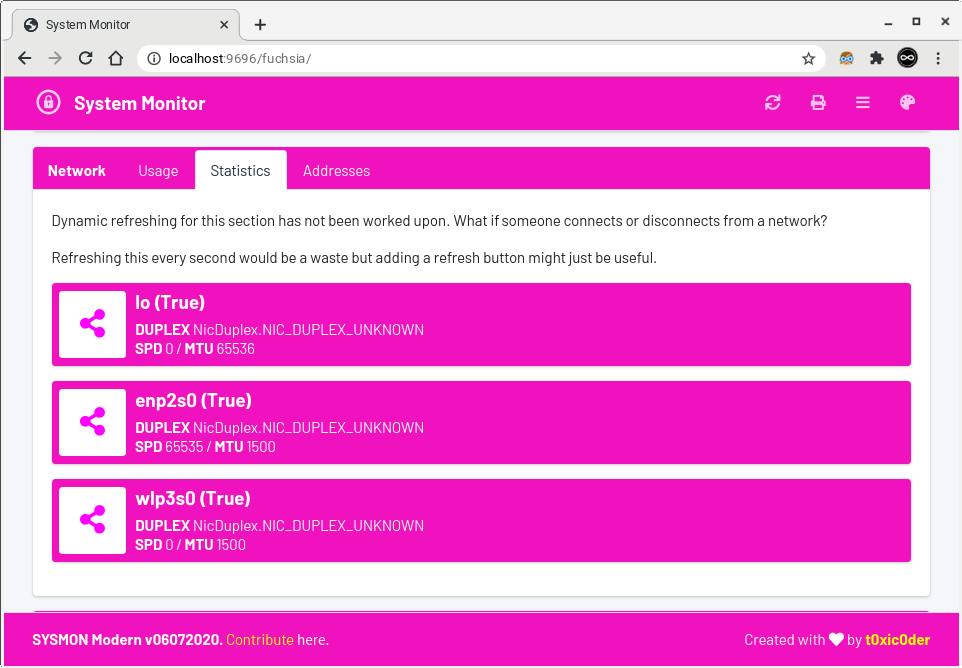 System Monitor
localhost:9696/fuchsia/
System Monitor
Network Usage Statistics Addresses
Dynamic refreshing for this section has not been worked upon. What if someone connects or disconnects from a network?
Refreshing this every second would be a waste but adding a refresh button might just be useful.
lo (True)
DUPLEX NicDuplex.NIC_DUPLEX_UNKNOWN
SPD 0 / MTU 65536
enp2s0 (True)
DUPLEX NicDuplex.NIC_DUPLEX_UNKNOWN
SPD 65535 / MTU 1500
wlp3s0 (True)
DUPLEX NicDuplex.NIC_DUPLEX_UNKNOWN
SPD 0 / MTU 1500
SYSMON Modern v06072020. Contribute here. Created with ♥ by t0xic0der